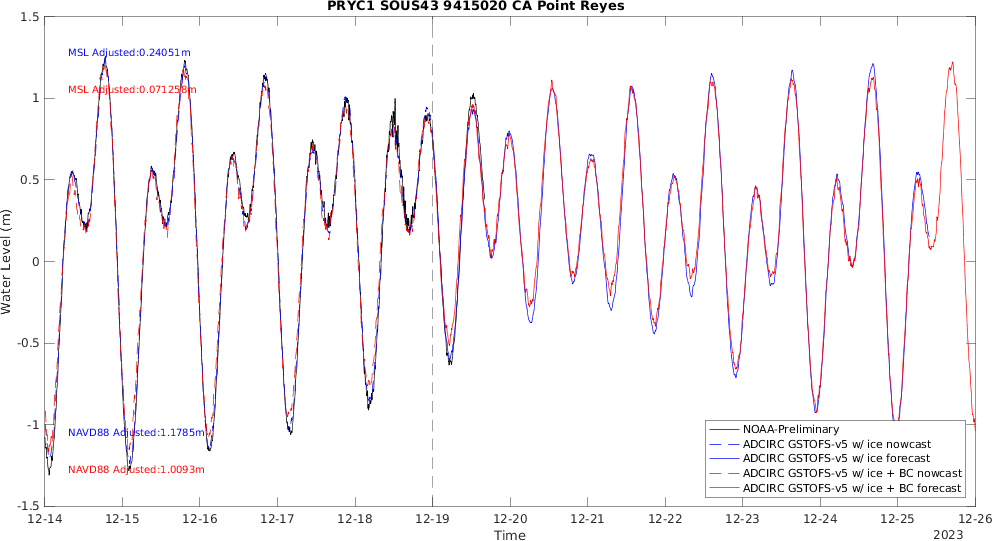 PRYC1 SOUS43 9415020 CA Point Reyes
1.5
MSL Adjusted:0.24051m
MSL Adjusted:0.071258m
1
0.5
0
-0.5
-1
-1.5
Water Level (m)
NAVD88 Adjusted:1.1785m
NAVD88 Adjusted:1.0093m
NOAA-Preliminary
ADCIRC GSTOFS-v5 w/ ice nowcast
ADCIRC GSTOFS-v5 w/ ice forecast
ADCIRC GSTOFS-v5 w/ ice + BC nowcast
ADCIRC GSTOFS-v5 w/ ice + BC forecast
12-14 12-15 12-16 12-17 12-18 12-19 12-20 12-21 12-22 12-23 12-24 12-25 12-26
Time
2023